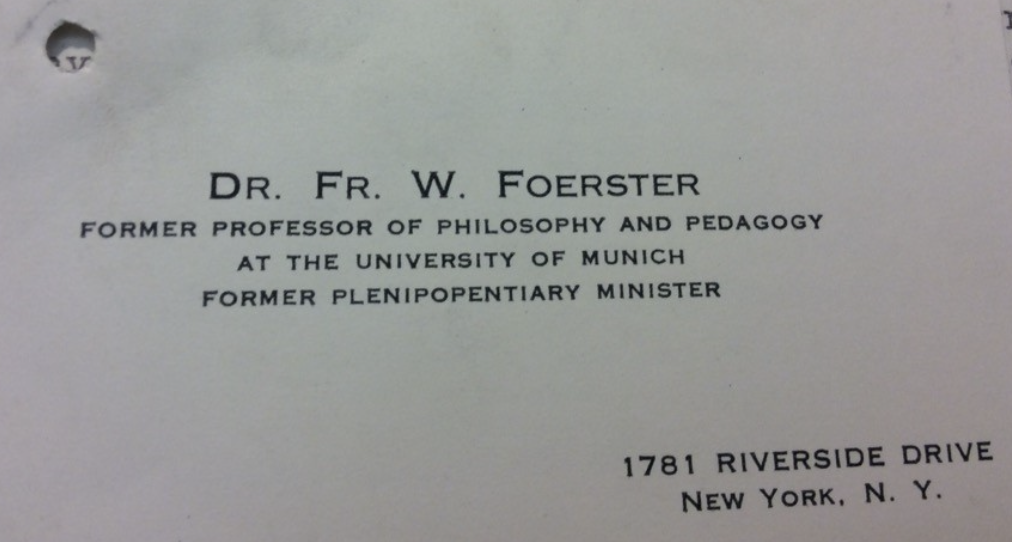 DR. FR. W. FOERSTER
FORMER PROFESSOR OF PHILOSOPHY AND PEDAGOGY
AT THE UNIVERSITY OF MUNICH
FORMER PLENIPOPENTIARY MINISTER
1781 RIVERSIDE DRIVE
NEW YORK, N. Y.